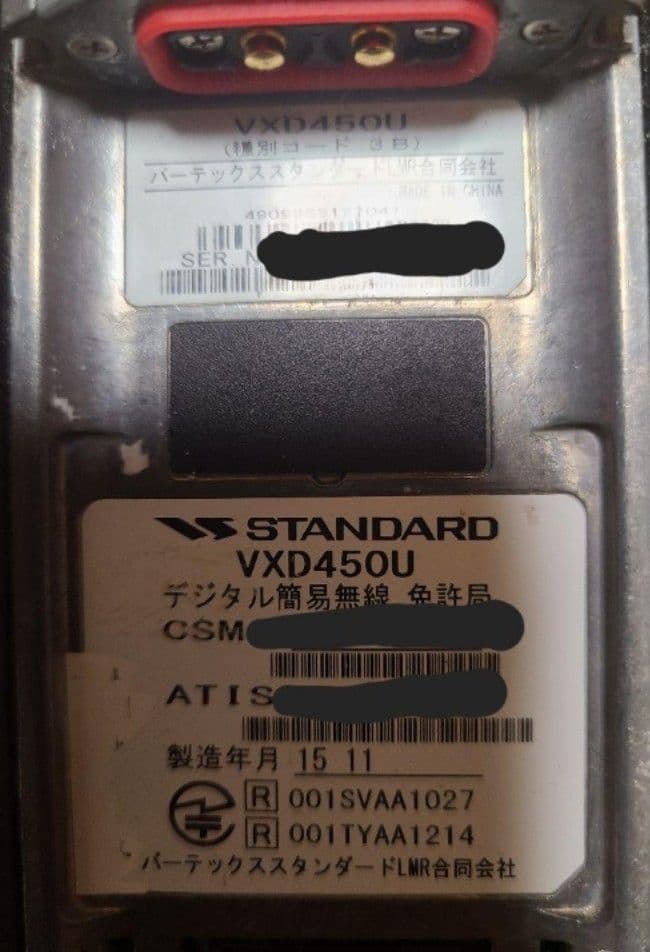 VXD450U
(種別コード 3B)
バーテックススタンダードLMR合同会社
MADE IN CHINA
SER. N
STANDARD
VXD450U
デジタル簡易無線 免許局
CSM
ATIS
製造年月 15 11
R 001SVAA1027
R 001TYAA1214
バーテックススタンダードLMR合同会社